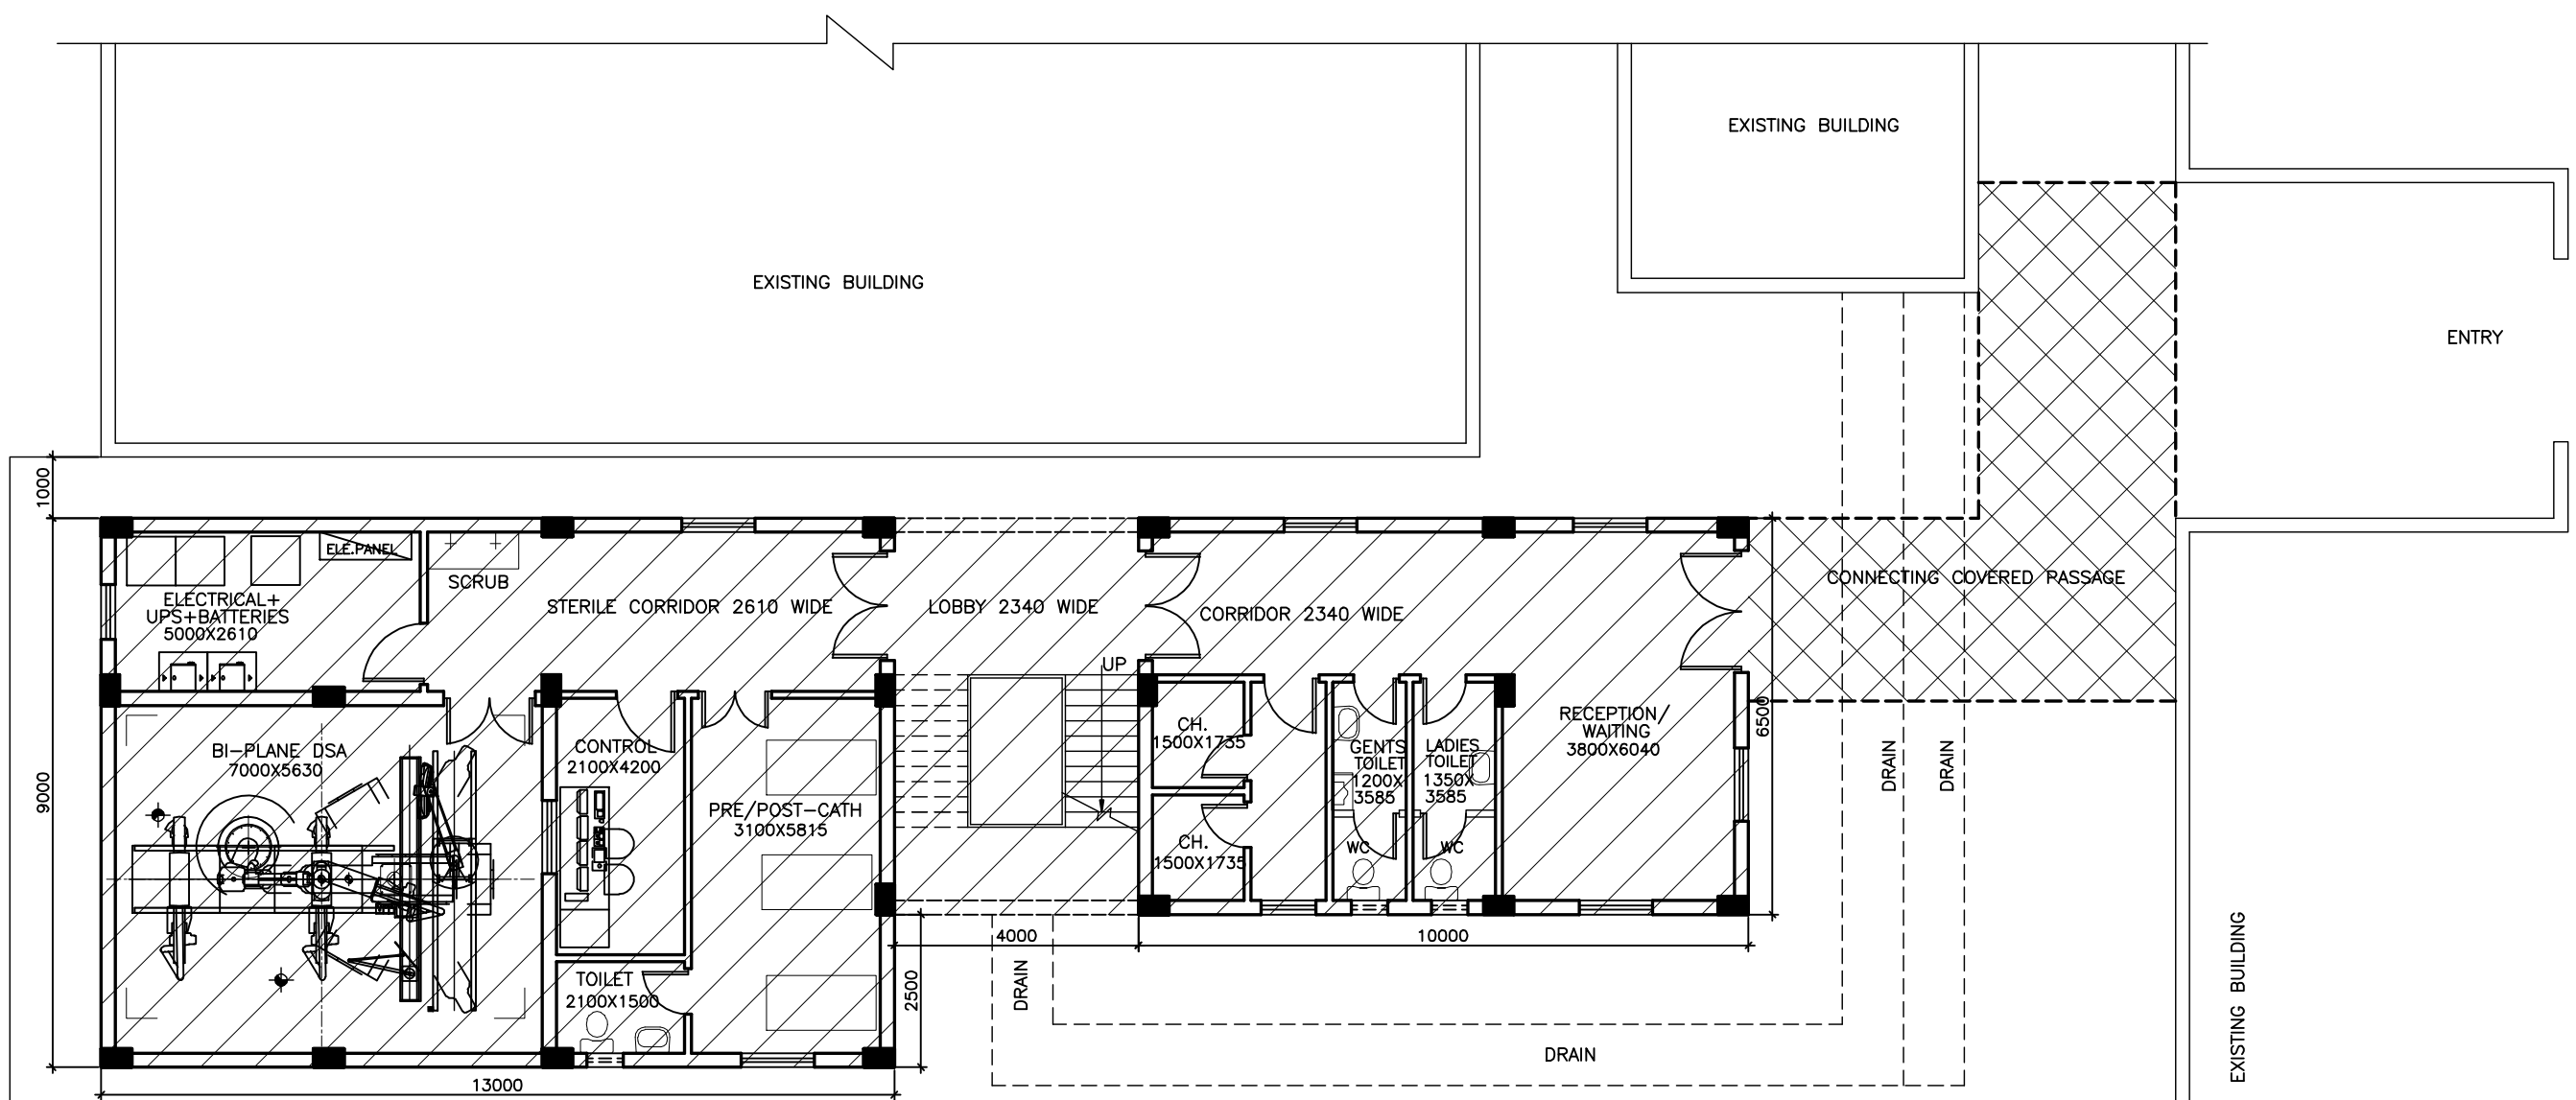 EXISTING BUILDING
EXISTING BUILDING
ENTRY
1000
ELE.PANEL
SCRUB
ELECTRICAL+
UPS+BATTERIES
5000X2610
STERILE CORRIDOR 2610 WIDE
LOBBY 2340 WIDE
CORRIDOR 2340 WIDE
CONNECTING COVERED PASSAGE
UP
9000
BI-PLANE DSA
7000X5630
CONTROL
2100X4200
PRE/POST-CATH
3100X5815
CH.
1500X1735
CH.
1500X1735
GENTS
TOILET
1200X
3585
LADIES
TOILET
1350X
3585
WC
WC
RECEPTION/
WAITING
3800X6040
6500
DRAIN
DRAIN
TOILET
2100X1500
4000
10000
2500
DRAIN
DRAIN
EXISTING BUILDING
13000